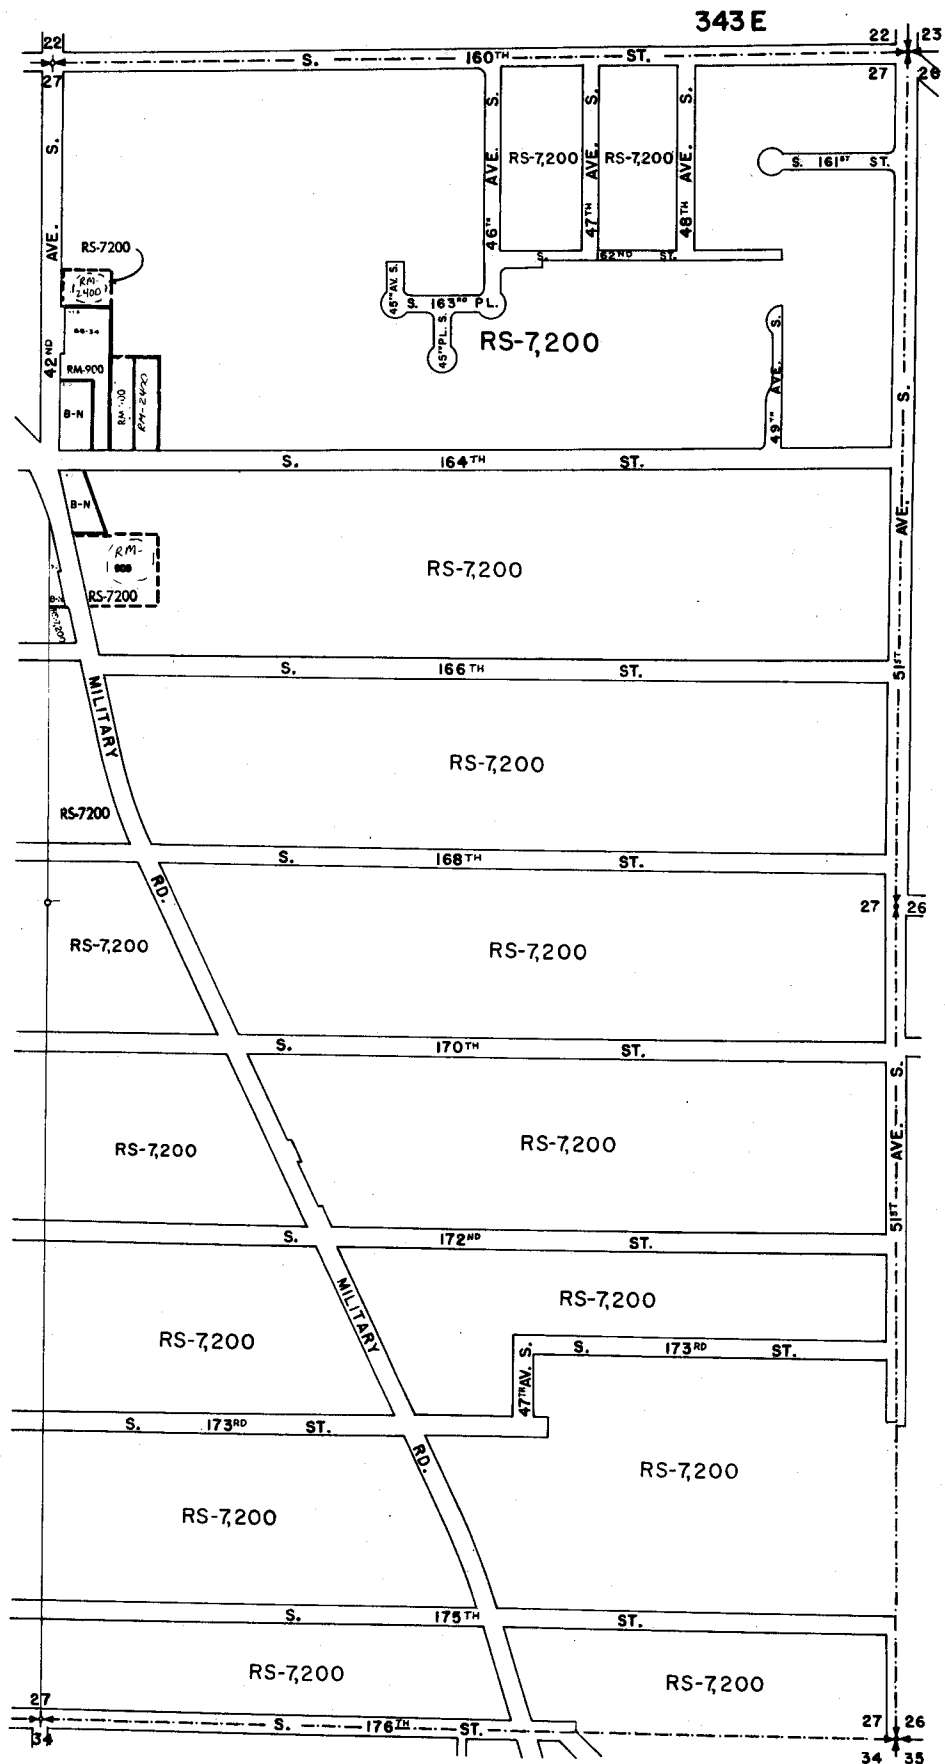 343 E
22
22
23
S. 160TH ST.
27
27
26
S. 161ST ST.
42ND AVE. S.
46TH AVE. S.
RS-7,200
47TH AVE. S.
RS-7,200
48TH AVE. S.
S. 162ND ST.
RS-7200
RM-
2400
45TH AV. S.
S. 163RD PL.
45TH PL. S.
RS-7,200
49TH AVE. S.
RM-900
B-N
RM-2400
51ST AVE. S.
S. 164TH ST.
B-N
RM-
RS-7200
RS-7,200
S. 166TH ST.
MILITARY RD.
RS-7,200
RS-7200
S. 168TH ST.
27
26
RS-7,200
RS-7,200
S. 170TH ST.
51ST AVE. S.
RS-7,200
RS-7,200
S. 172ND ST.
MILITARY RD.
RS-7,200
RS-7,200
47TH AV. S.
S. 173RD ST.
S. 173RD ST.
RS-7,200
RS-7,200
S. 175TH ST.
RS-7,200
RS-7,200
27
S. 176TH ST.
27
26
34
34
35